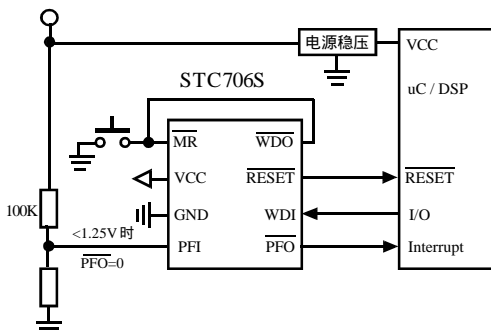 电源稳压
VCC
STC706S
uC / DSP
MR
WDO
VCC
RESET
RESET
100K
GND
WDI
I/O
<1.25V 时
PFI
PFO
Interrupt
PFO=0